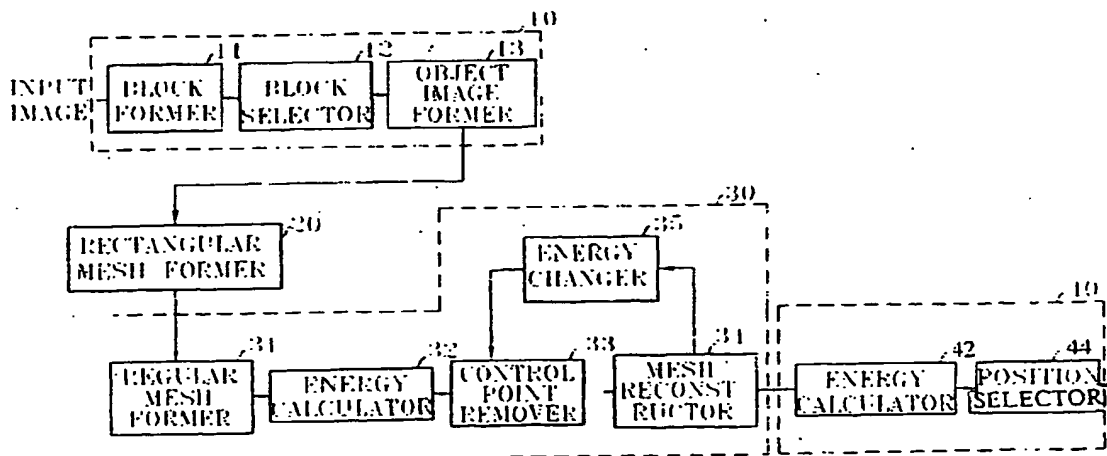 10
11
12
13
INPUT
IMAGE
BLOCK
FORMER
BLOCK
SELECTOR
OBJECT
IMAGE
FORMER
20
RECTANGULAR
MESH FORMER
30
35
ENERGY
CHANGER
31
REGULAR
MESH
FORMER
32
ENERGY
CALCULATOR
33
CONTROL
POINT
REMOVER
34
MESH
RECONST
RUCTOR
42
ENERGY
CALCULATOR
44
POSITION
SELECTOR